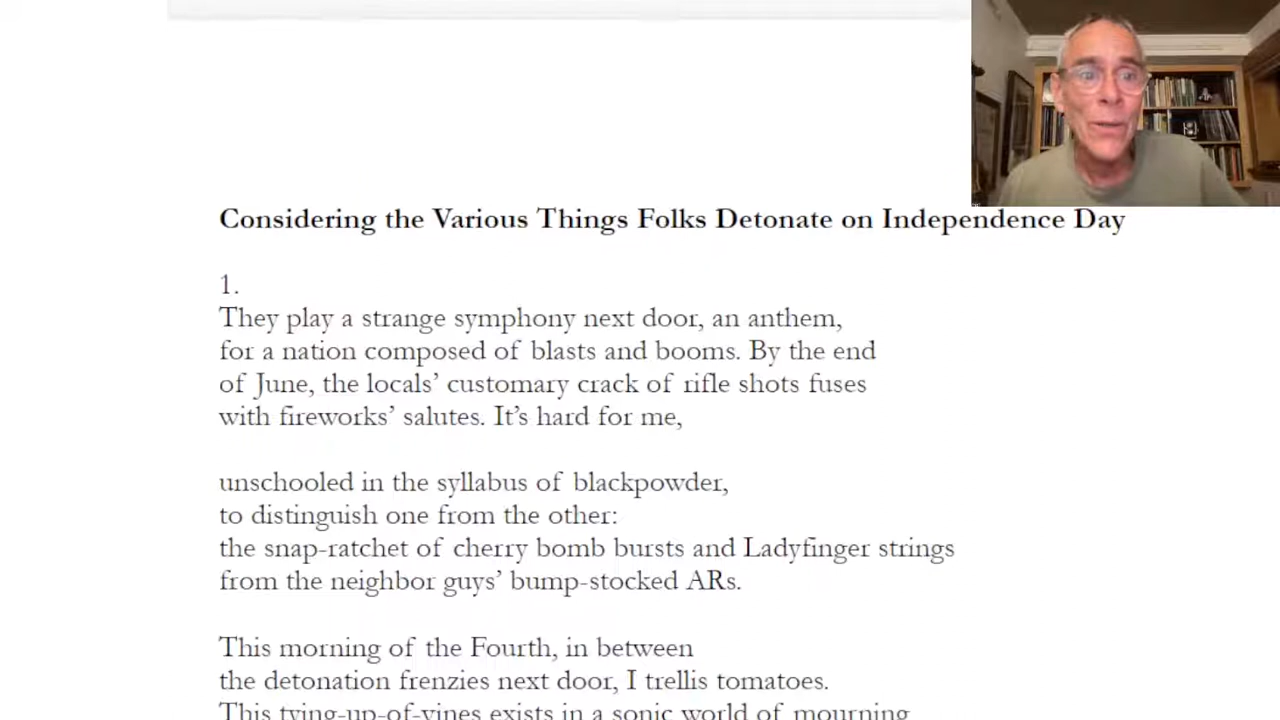 Considering the Various Things Folks Detonate on Independence Day
1.
They play a strange symphony next door, an anthem,
for a nation composed of blasts and booms. By the end
of June, the locals’ customary crack of rifle shots fuses
with fireworks’ salutes. It’s hard for me,
unschooled in the syllabus of blackpowder,
to distinguish one from the other:
the snap-ratchet of cherry bomb bursts and Ladyfinger strings
from the neighbor guys’ bump-stocked ARs.
This morning of the Fourth, in between
the detonation frenzies next door, I trellis tomatoes.
This tying-up-of-vines exists in a sonic world of mourning